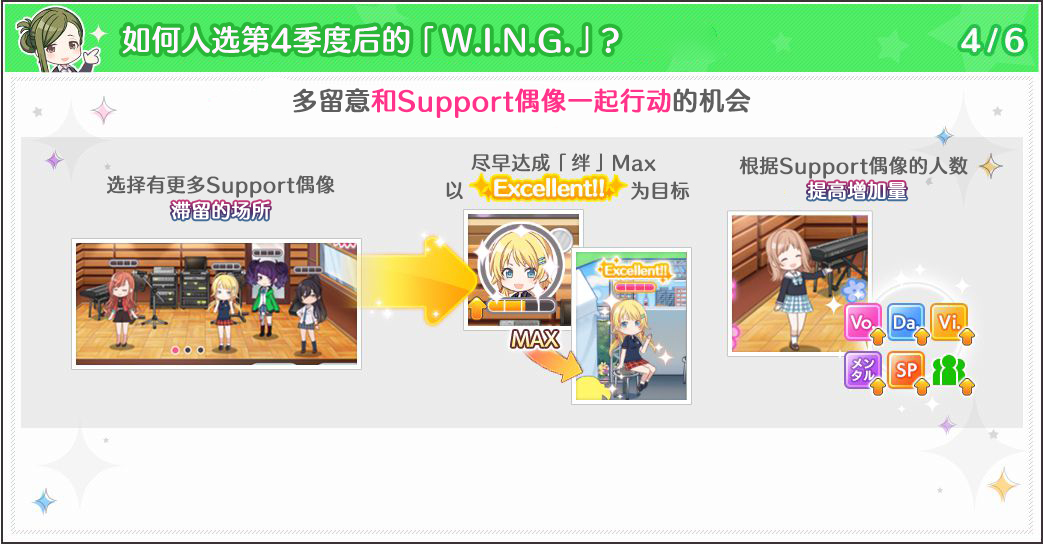 如何入选第4季度后的「W.I.N.G.」?
4/6
多留意和Support偶像一起行动的机会
选择有更多Support偶像
滞留的场所
尽早达成「绊」Max
以 Excellent!! 为目标
MAX
Excellent!!
根据Support偶像的人数
提高增加量
Vo.
Da.
Vi.
メン
タル
SP